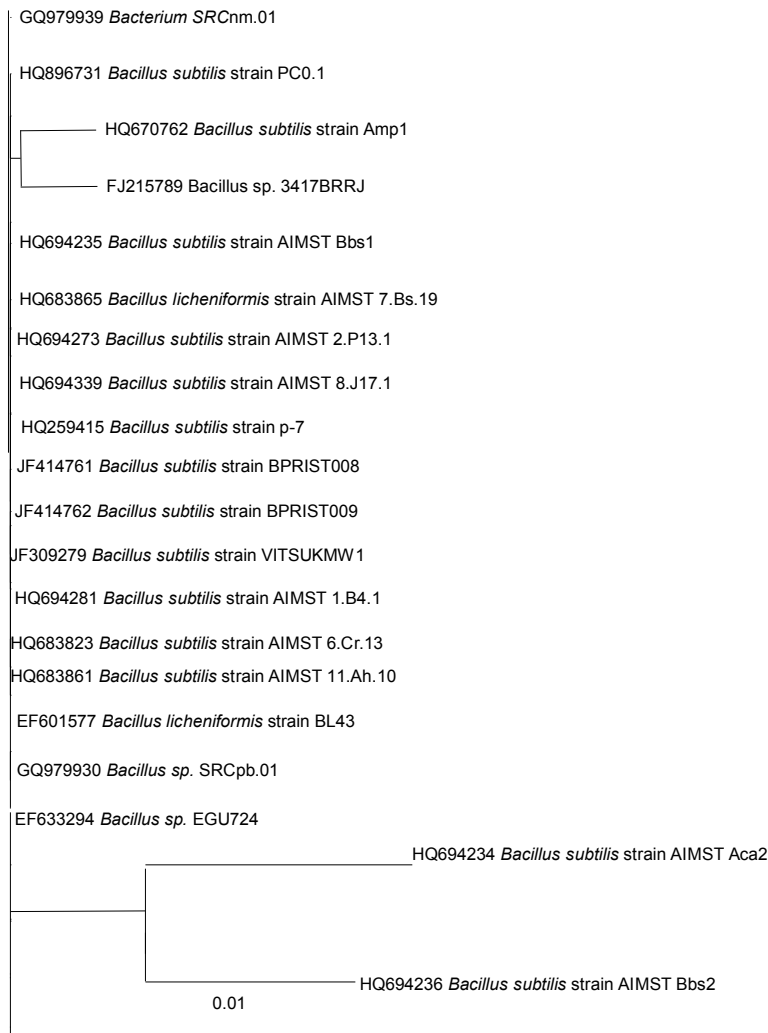 GQ979939 Bacterium SRCnm.01
HQ896731 Bacillus subtilis strain PC0.1
HQ670762 Bacillus subtilis strain Amp1
FJ215789 Bacillus sp. 3417BRRJ
HQ694235 Bacillus subtilis strain AIMST Bbs1
HQ683865 Bacillus licheniformis strain AIMST 7.Bs.19
HQ694273 Bacillus subtilis strain AIMST 2.P13.1
HQ694339 Bacillus subtilis strain AIMST 8.J17.1
HQ259415 Bacillus subtilis strain p-7
JF414761 Bacillus subtilis strain BPRIST008
JF414762 Bacillus subtilis strain BPRIST009
JF309279 Bacillus subtilis strain VITSUKMW1
HQ694281 Bacillus subtilis strain AIMST 1.B4.1
HQ683823 Bacillus subtilis strain AIMST 6.Cr.13
HQ683861 Bacillus subtilis strain AIMST 11.Ah.10
EF601577 Bacillus licheniformis strain BL43
GQ979930 Bacillus sp. SRCpb.01
EF633294 Bacillus sp. EGU724
HQ694234 Bacillus subtilis strain AIMST Aca2
HQ694236 Bacillus subtilis strain AIMST Bbs2
0.01